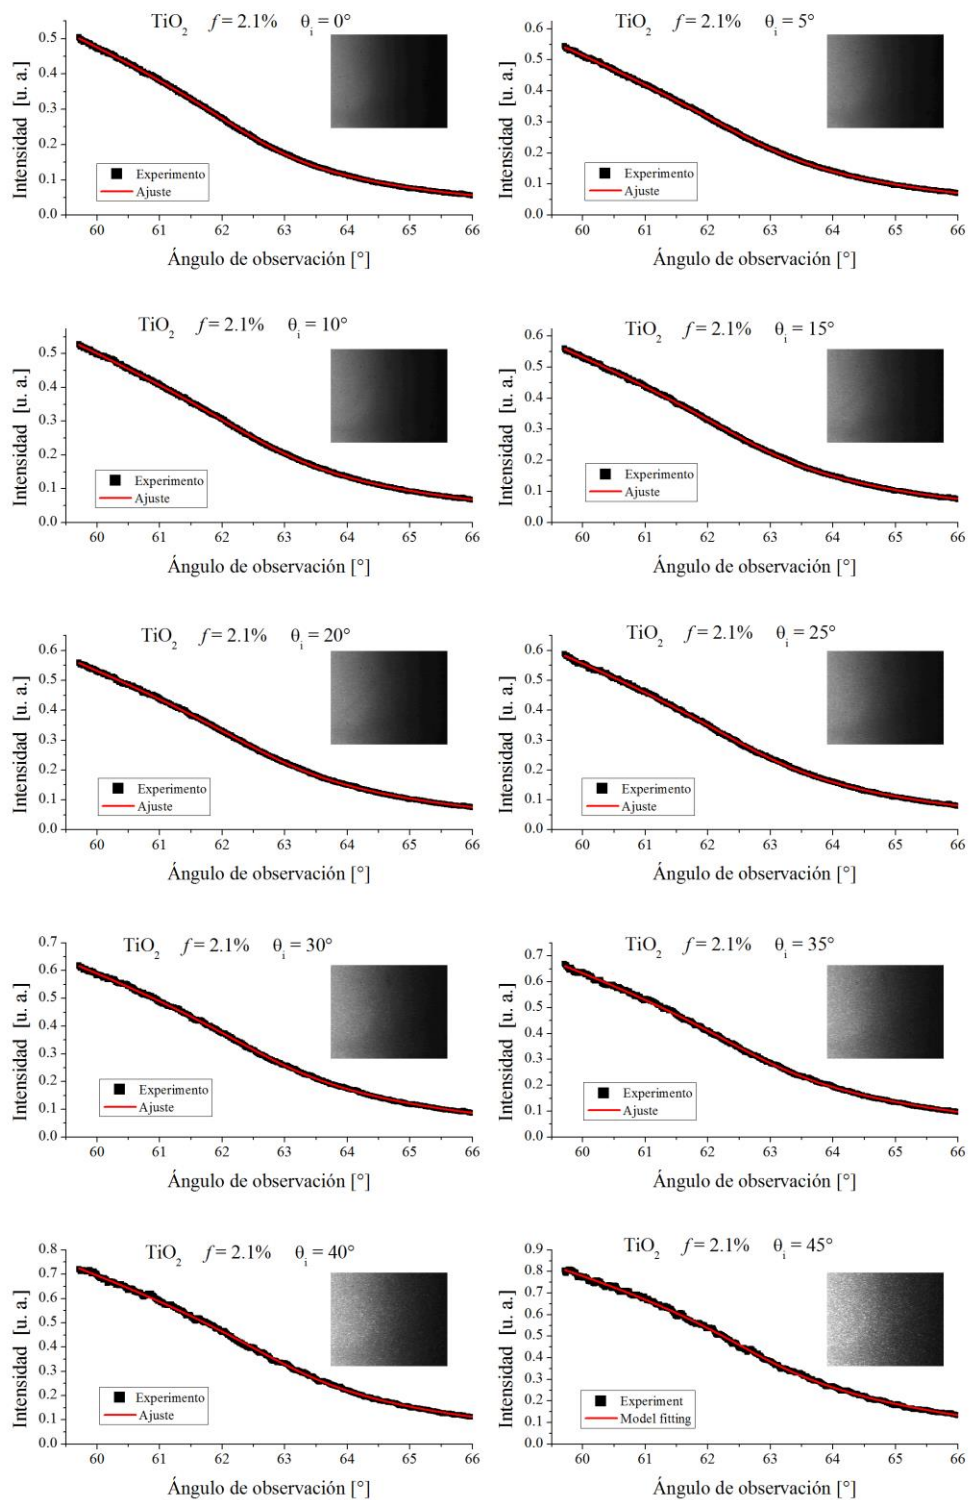 TiO2 f = 2.1% θi = 0°
Intensidad [u. a.]
0.5
0.4
0.3
0.2
0.1
0.0
Experimento
Ajuste
60 61 62 63 64 65 66
Ángulo de observación [°]
TiO2 f = 2.1% θi = 5°
Intensidad [u. a.]
0.6
0.5
0.4
0.3
0.2
0.1
0.0
Experimento
Ajuste
60 61 62 63 64 65 66
Ángulo de observación [°]
TiO2 f = 2.1% θi = 10°
Intensidad [u. a.]
0.5
0.4
0.3
0.2
0.1
0.0
Experimento
Ajuste
60 61 62 63 64 65 66
Ángulo de observación [°]
TiO2 f = 2.1% θi = 15°
Intensidad [u. a.]
0.6
0.5
0.4
0.3
0.2
0.1
0.0
Experimento
Ajuste
60 61 62 63 64 65 66
Ángulo de observación [°]
TiO2 f = 2.1% θi = 20°
Intensidad [u. a.]
0.6
0.5
0.4
0.3
0.2
0.1
0.0
Experimento
Ajuste
60 61 62 63 64 65 66
Ángulo de observación [°]
TiO2 f = 2.1% θi = 25°
Intensidad [u. a.]
0.6
0.5
0.4
0.3
0.2
0.1
0.0
Experimento
Ajuste
60 61 62 63 64 65 66
Ángulo de observación [°]
TiO2 f = 2.1% θi = 30°
Intensidad [u. a.]
0.7
0.6
0.5
0.4
0.3
0.2
0.1
0.0
Experimento
Ajuste
60 61 62 63 64 65 66
Ángulo de observación [°]
TiO2 f = 2.1% θi = 35°
Intensidad [u. a.]
0.7
0.6
0.5
0.4
0.3
0.2
0.1
0.0
Experimento
Ajuste
60 61 62 63 64 65 66
Ángulo de observación [°]
TiO2 f = 2.1% θi = 40°
Intensidad [u. a.]
0.8
0.7
0.6
0.5
0.4
0.3
0.2
0.1
0.0
Experimento
Ajuste
60 61 62 63 64 65 66
Ángulo de observación [°]
TiO2 f = 2.1% θi = 45°
Intensidad [u. a.]
0.9
0.8
0.7
0.6
0.5
0.4
0.3
0.2
0.1
0.0
Experiment
Model fitting
60 61 62 63 64 65 66
Ángulo de observación [°]